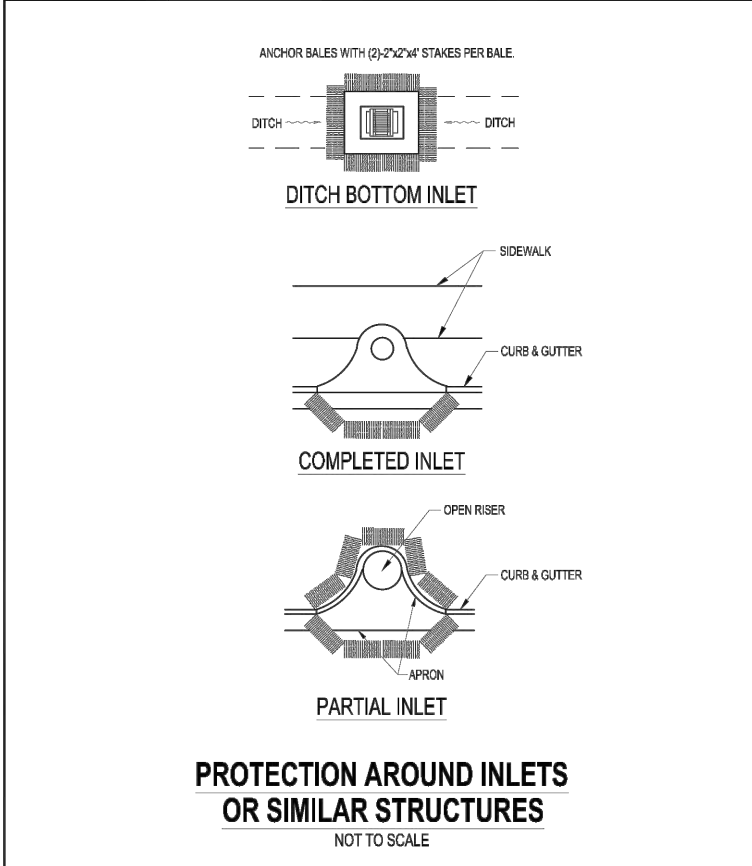 ANCHOR BALES WITH (2)-2"x2"x4' STAKES PER BALE.
DITCH
DITCH
DITCH BOTTOM INLET
SIDEWALK
CURB & GUTTER
COMPLETED INLET
OPEN RISER
CURB & GUTTER
APRON
PARTIAL INLET
PROTECTION AROUND INLETS
OR SIMILAR STRUCTURES
NOT TO SCALE